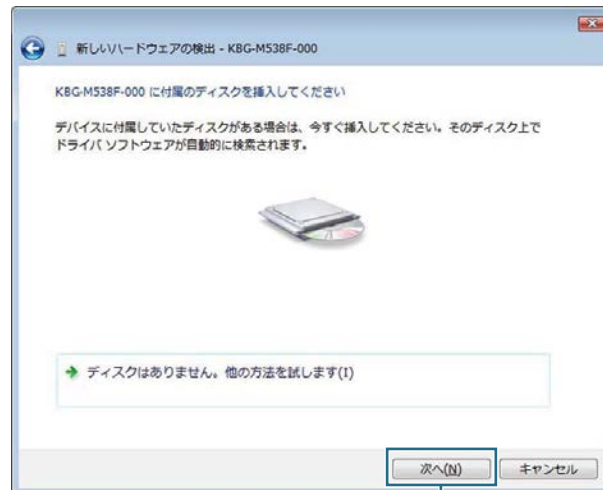 新しいハードウェアの検出 - KBG-M538F-000
KBG-M538F-000 に付属のディスクを挿入してください
デバイスに付属していたディスクがある場合は、今すぐ挿入してください。そのディスク上で
ドライバ ソフトウェアが自動的に検索されます。
ディスクはありません。他の方法を試します(I)
次へ(N) キャンセル